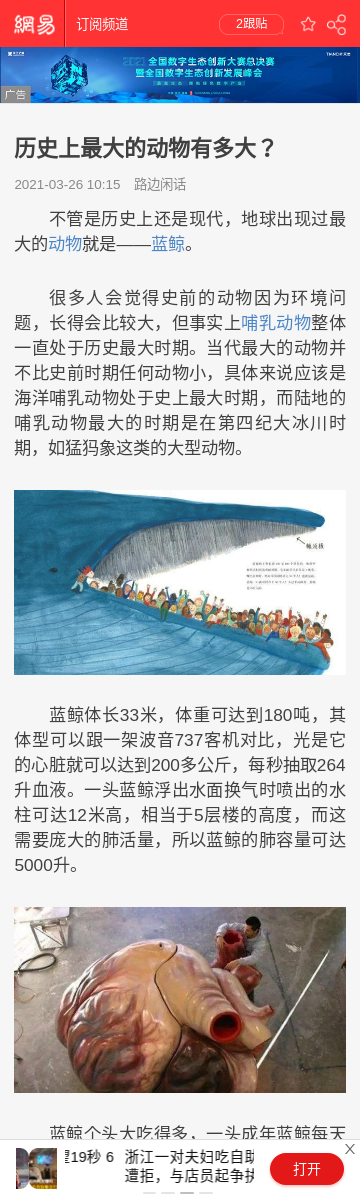 網易 订阅频道 2跟贴
2023 全国数字生态创新大赛总决赛
暨全国数字生态创新发展峰会
广告
历史上最大的动物有多大？
2021-03-26 10:15 路边闲话
不管是历史上还是现代，地球出现过最
大的动物就是——蓝鲸。
很多人会觉得史前的动物因为环境问
题，长得会比较大，但事实上哺乳动物整体
一直处于历史最大时期。当代最大的动物并
不比史前时期任何动物小，具体来说应该是
海洋哺乳动物处于史上最大时期，而陆地的
哺乳动物最大的时期是在第四纪大冰川时
期，如猛犸象这类的大型动物。
蓝鲸体长33米，体重可达到180吨，其
体型可以跟一架波音737客机对比，光是它
的心脏就可以达到200多公斤，每秒抽取264
升血液。一头蓝鲸浮出水面换气时喷出的水
柱可达12米高，相当于5层楼的高度，而这
需要庞大的肺活量，所以蓝鲸的肺容量可达
5000升。
蓝鲸个头大吃得多，一头成年蓝鲸每天
19秒 6
浙江一对夫妇吃自助
遭拒，与店员起争执
打开
X